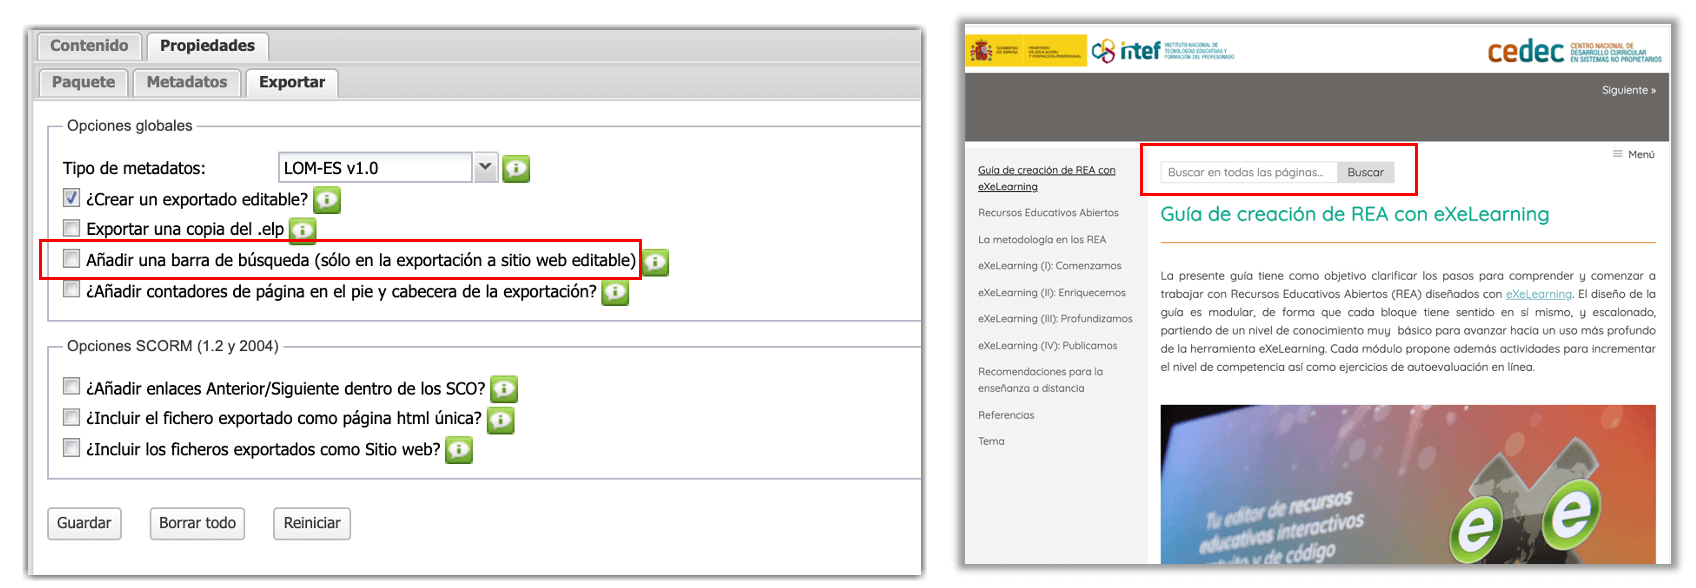 Contenido
Propiedades
Paquete
Metadatos
Exportar
Opciones globales
Tipo de metadatos:
LOM-ES v1.0
¿Crear un exportado editable?
Exportar una copia del .elp
Añadir una barra de búsqueda (sólo en la exportación a sitio web editable)
¿Añadir contadores de página en el pie y cabecera de la exportación?
Opciones SCORM (1.2 y 2004)
¿Añadir enlaces Anterior/Siguiente dentro de los SCO?
¿Incluir el fichero exportado como página html única?
¿Incluir los ficheros exportados como Sitio web?
Guardar
Borrar todo
Reiniciar
GOBIERNO
DE ESPAÑA
MINISTERIO
DE EDUCACIÓN
Y FORMACIÓN PROFESIONAL
intef
INSTITUTO NACIONAL DE
TECNOLOGÍAS EDUCATIVAS Y
FORMACIÓN DEL PROFESORADO
cedec
CENTRO NACIONAL DE
DESARROLLO CURRICULAR
EN SISTEMAS NO PROPIETARIOS
Siguiente »
Guía de creación de REA con
eXeLearning
Recursos Educativos Abiertos
La metodología en los REA
eXeLearning (I): Comenzamos
eXeLearning (II): Enriquecemos
eXeLearning (III): Profundizamos
eXeLearning (IV): Publicamos
Recomendaciones para la
enseñanza a distancia
Referencias
Tema
Buscar en todas las páginas...
Buscar
Menú
Guía de creación de REA con eXeLearning
La presente guía tiene como objetivo clarificar los pasos para comprender y comenzar a
trabajar con Recursos Educativos Abiertos (REA) diseñados con eXeLearning. El diseño de la
guía es modular, de forma que cada bloque tiene sentido en sí mismo, y escalonado,
partiendo de un nivel de conocimiento muy básico para avanzar hacia un uso más profundo
de la herramienta eXeLearning. Cada módulo propone además actividades para incrementar
el nivel de competencia así como ejercicios de autoevaluación en línea.
Tu editor de recursos
educativos interactivos
gratuito y de código
e e